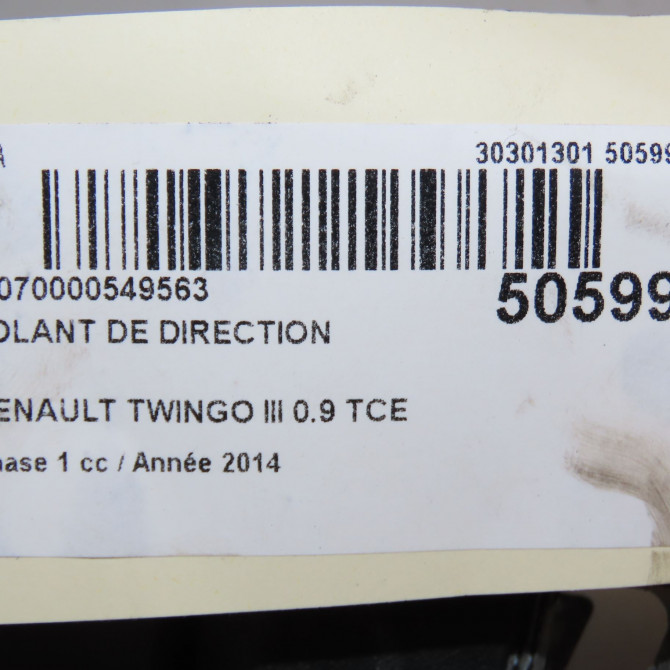 30301301 50599
070000549563
50599
OLANT DE DIRECTION
ENAULT TWINGO III 0.9 TCE
hase 1 cc / Année 2014